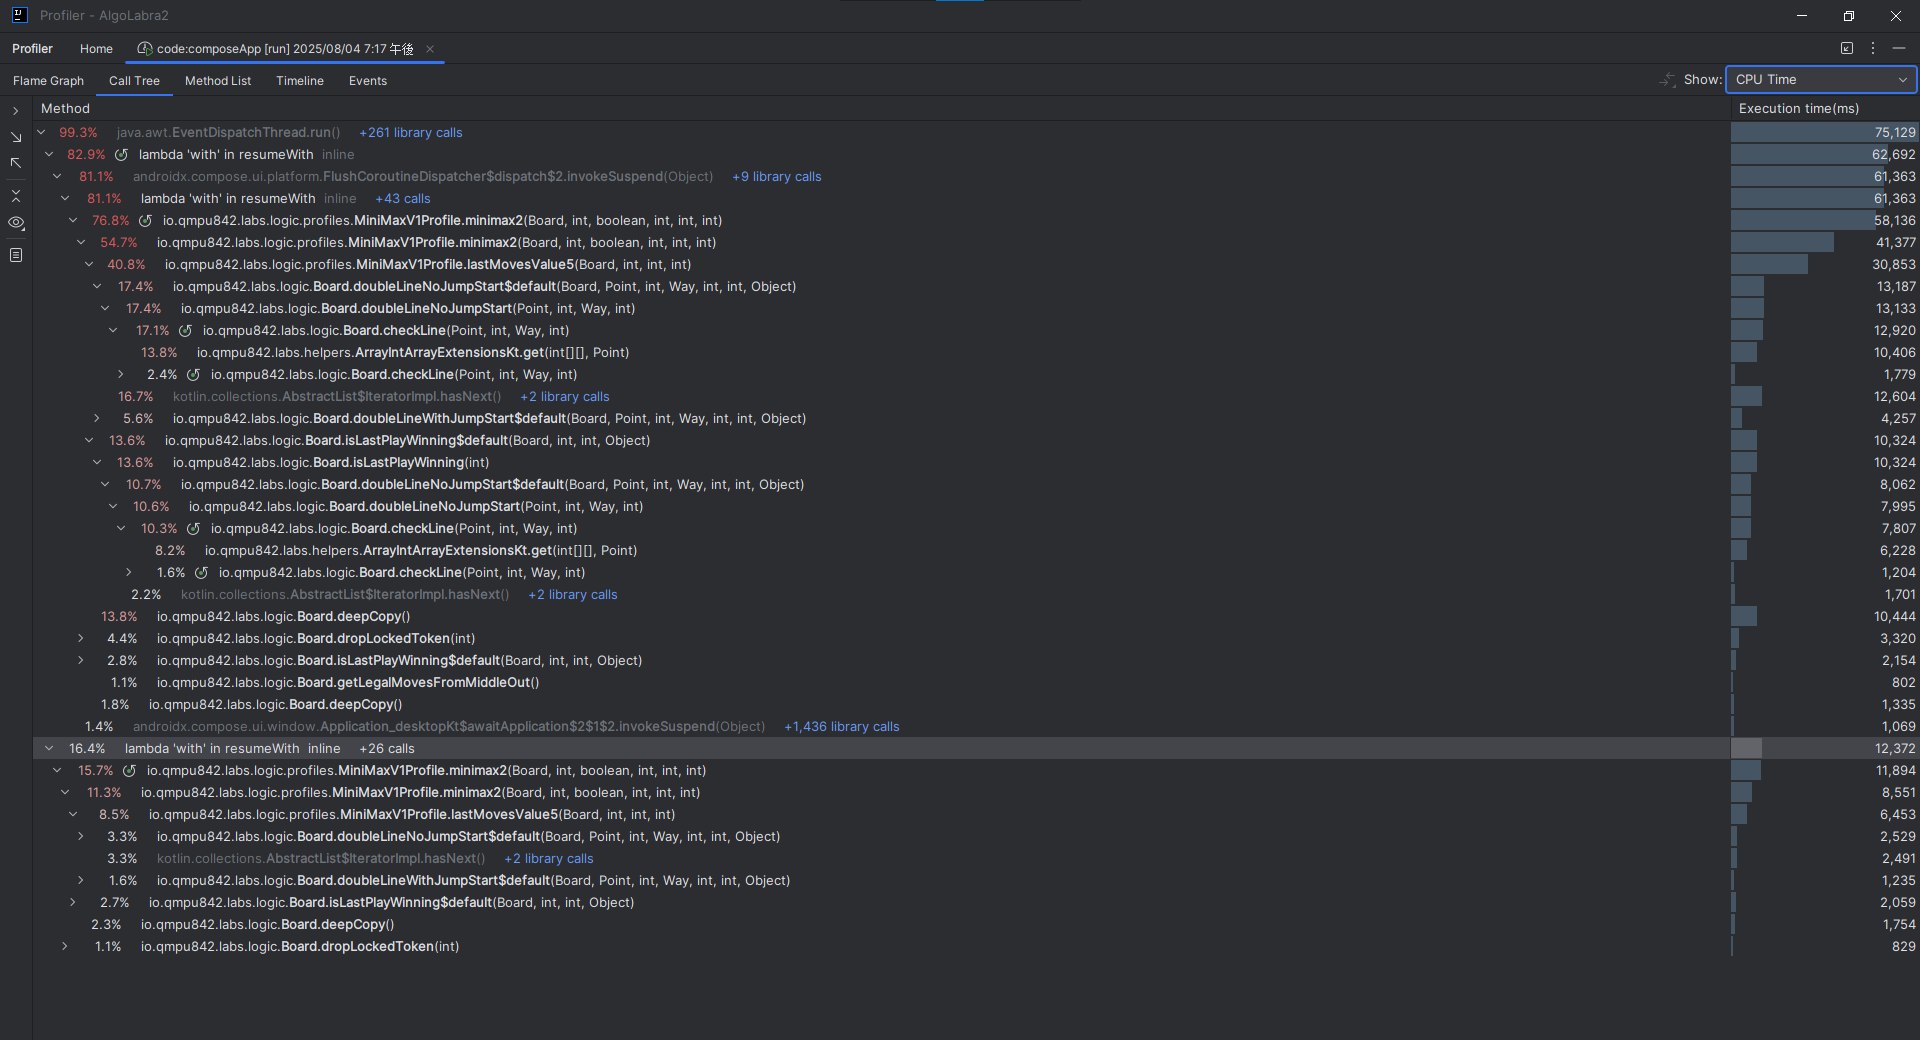 Profiler - AlgoLabra2
Profiler Home code:composeApp [run] 2025/08/04 7:17 午後
Flame Graph Call Tree Method List Timeline Events Show: CPU Time
Method Execution time(ms)
99.3% java.awt.EventDispatchThread.run() +261 library calls 75,129
82.9% lambda 'with' in resumeWith inline 62,692
81.1% androidx.compose.ui.platform.FlushCoroutineDispatcher$dispatch$2.invokeSuspend(Object) +9 library calls 61,363
81.1% lambda 'with' in resumeWith inline +43 calls 61,363
76.8% io.qmpu842.labs.logic.profiles.MiniMaxV1Profile.minimax2(Board, int, boolean, int, int, int) 58,136
54.7% io.qmpu842.labs.logic.profiles.MiniMaxV1Profile.minimax2(Board, int, boolean, int, int, int) 41,377
40.8% io.qmpu842.labs.logic.profiles.MiniMaxV1Profile.lastMovesValue5(Board, int, int, int) 30,853
17.4% io.qmpu842.labs.logic.Board.doubleLineNoJumpStart$default(Board, Point, int, Way, int, int, Object) 13,187
17.4% io.qmpu842.labs.logic.Board.doubleLineNoJumpStart(Point, int, Way, int) 13,133
17.1% io.qmpu842.labs.logic.Board.checkLine(Point, int, Way, int) 12,920
13.8% io.qmpu842.labs.helpers.ArrayIntArrayExtensionsKt.get(int[][], Point) 10,406
2.4% io.qmpu842.labs.logic.Board.checkLine(Point, int, Way, int) 1,779
16.7% kotlin.collections.AbstractList$IteratorImpl.hasNext() +2 library calls 12,604
5.6% io.qmpu842.labs.logic.Board.doubleLineWithJumpStart$default(Board, Point, int, Way, int, int, Object) 4,257
13.6% io.qmpu842.labs.logic.Board.isLastPlayWinning$default(Board, int, int, Object) 10,324
13.6% io.qmpu842.labs.logic.Board.isLastPlayWinning(int) 10,324
10.7% io.qmpu842.labs.logic.Board.doubleLineNoJumpStart$default(Board, Point, int, Way, int, int, Object) 8,062
10.6% io.qmpu842.labs.logic.Board.doubleLineNoJumpStart(Point, int, Way, int) 7,995
10.3% io.qmpu842.labs.logic.Board.checkLine(Point, int, Way, int) 7,807
8.2% io.qmpu842.labs.helpers.ArrayIntArrayExtensionsKt.get(int[][], Point) 6,228
1.6% io.qmpu842.labs.logic.Board.checkLine(Point, int, Way, int) 1,204
2.2% kotlin.collections.AbstractList$IteratorImpl.hasNext() +2 library calls 1,701
13.8% io.qmpu842.labs.logic.Board.deepCopy() 10,444
4.4% io.qmpu842.labs.logic.Board.dropLockedToken(int) 3,320
2.8% io.qmpu842.labs.logic.Board.isLastPlayWinning$default(Board, int, int, Object) 2,154
1.1% io.qmpu842.labs.logic.Board.getLegalMovesFromMiddleOut() 802
1.8% io.qmpu842.labs.logic.Board.deepCopy() 1,335
1.4% androidx.compose.ui.window.Application_desktopKt$awaitApplication$2$1$2.invokeSuspend(Object) +1,436 library calls 1,069
16.4% lambda 'with' in resumeWith inline +26 calls 12,372
15.7% io.qmpu842.labs.logic.profiles.MiniMaxV1Profile.minimax2(Board, int, boolean, int, int, int) 11,894
11.3% io.qmpu842.labs.logic.profiles.MiniMaxV1Profile.minimax2(Board, int, boolean, int, int, int) 8,551
8.5% io.qmpu842.labs.logic.profiles.MiniMaxV1Profile.lastMovesValue5(Board, int, int, int) 6,453
3.3% io.qmpu842.labs.logic.Board.doubleLineNoJumpStart$default(Board, Point, int, Way, int, int, Object) 2,529
3.3% kotlin.collections.AbstractList$IteratorImpl.hasNext() +2 library calls 2,491
1.6% io.qmpu842.labs.logic.Board.doubleLineWithJumpStart$default(Board, Point, int, Way, int, int, Object) 1,235
2.7% io.qmpu842.labs.logic.Board.isLastPlayWinning$default(Board, int, int, Object) 2,059
2.3% io.qmpu842.labs.logic.Board.deepCopy() 1,754
1.1% io.qmpu842.labs.logic.Board.dropLockedToken(int) 829